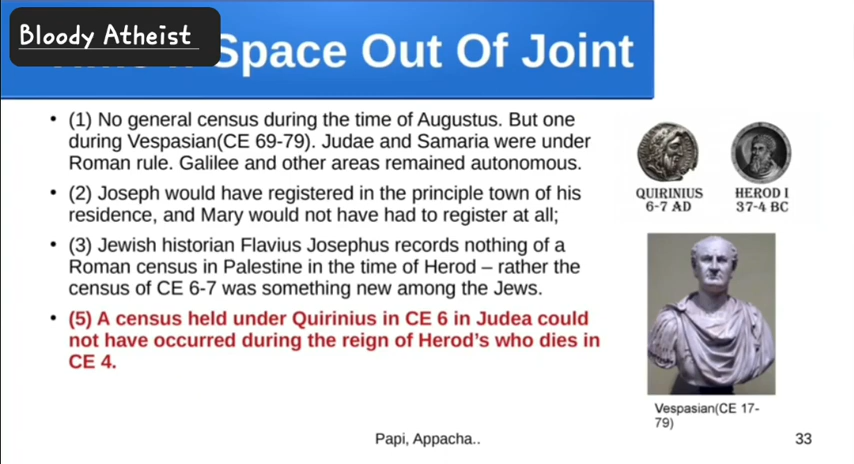 Bloody Atheist
Space Out Of Joint
• (1) No general census during the time of Augustus. But one
during Vespasian(CE 69-79). Judae and Samaria were under
Roman rule. Galilee and other areas remained autonomous.
• (2) Joseph would have registered in the principle town of his
residence, and Mary would not have had to register at all;
• (3) Jewish historian Flavius Josephus records nothing of a
Roman census in Palestine in the time of Herod – rather the
census of CE 6-7 was something new among the Jews.
• (5) A census held under Quirinius in CE 6 in Judea could
not have occurred during the reign of Herod's who dies in
CE 4.
QUIRINIUS
6-7 AD
HEROD I
37-4 BC
Vespasian(CE 17-
79)
Papi, Appacha..
33